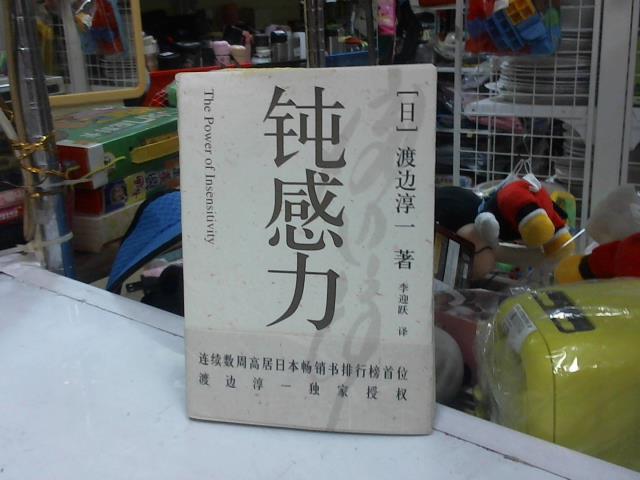 [日] 渡边淳一 著
李迎跃 译
钝感力
The Power of Insensitivity
连续数周高居日本畅销书排行榜首位
渡边淳一独家授权